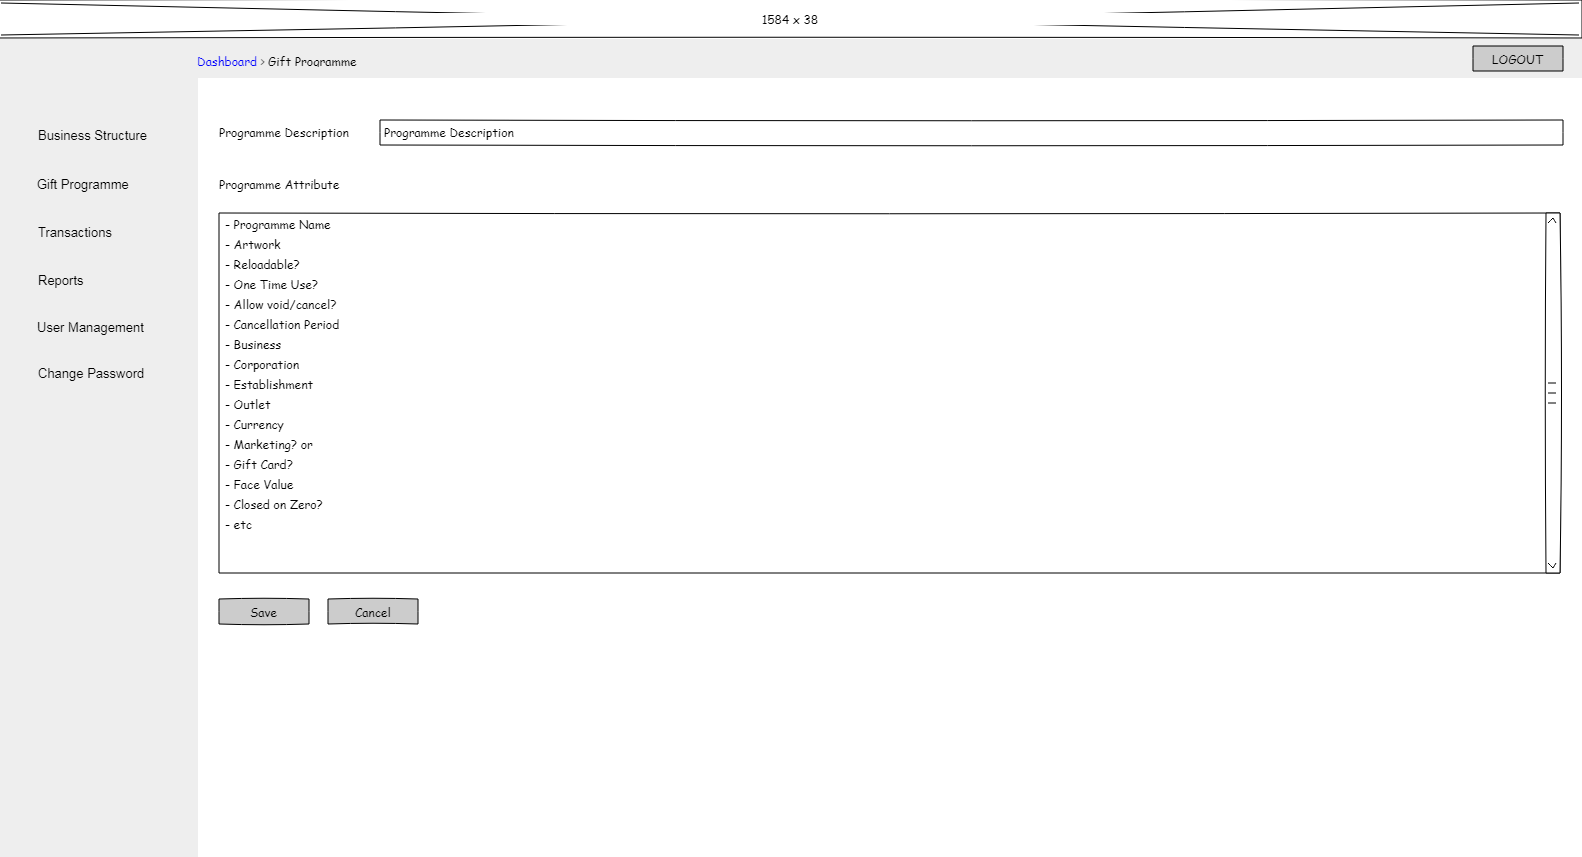 1584 x 38
Dashboard > Gift Programme
LOGOUT
Business Structure
Gift Programme
Transactions
Reports
User Management
Change Password
Programme Description
Programme Description
Programme Attribute
- Programme Name
- Artwork
- Reloadable?
- One Time Use?
- Allow void/cancel?
- Cancellation Period
- Business
- Corporation
- Establishment
- Outlet
- Currency
- Marketing? or
- Gift Card?
- Face Value
- Closed on Zero?
- etc
Save
Cancel